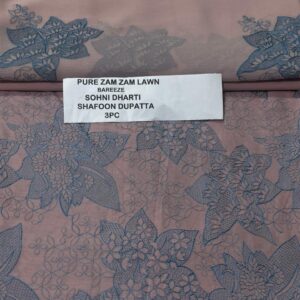 PURE ZAM ZAM LAWN
BAREEZE
SOHNI DHARTI
SHAFOON DUPATTA
3PC